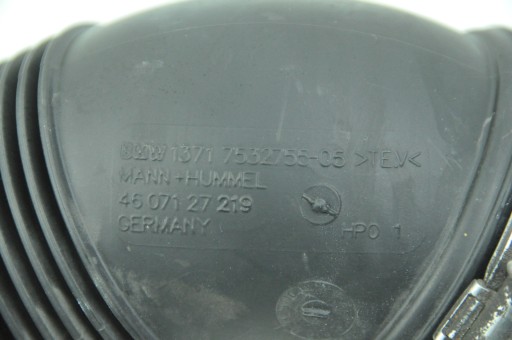 BMW 1371 7532755-05 >TEV<
MANN+HUMMEL
46 071 27 219
GERMANY
HPO 1